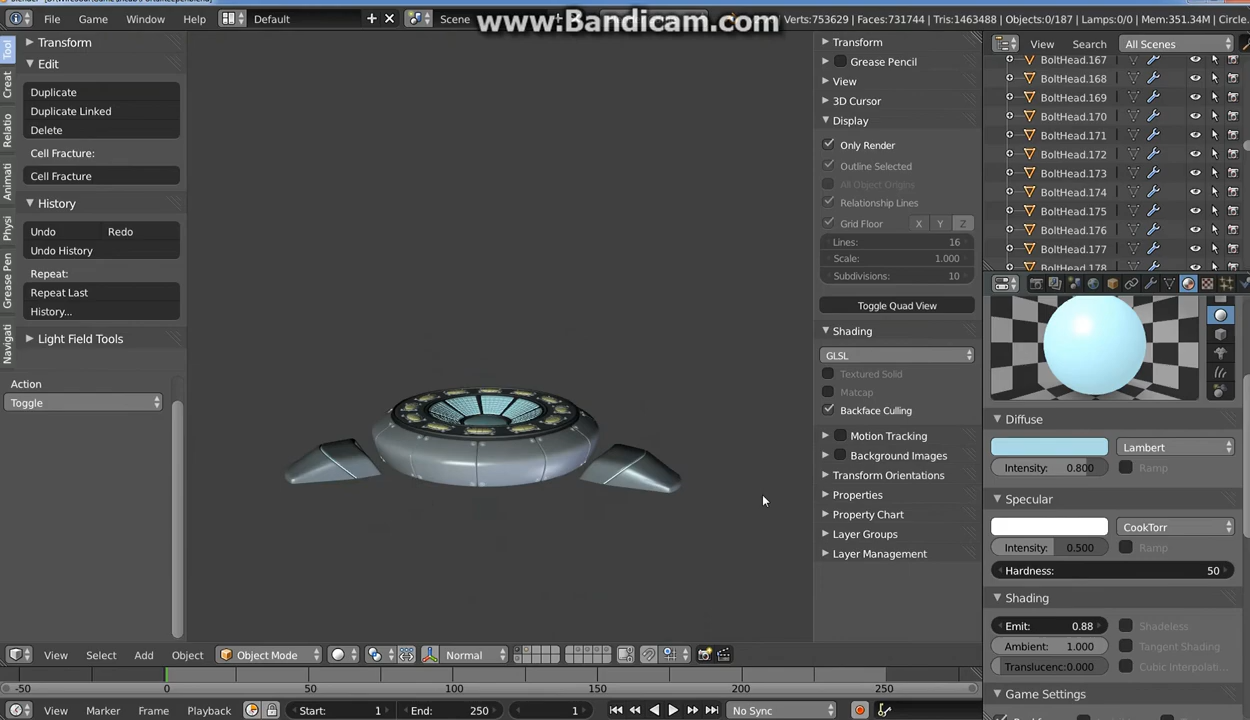 www.Bandicam.com
File Game Window Help Default Scene Verts:753629 | Faces:731744 | Tris:1463488 | Objects:0/187 | Lamps:0/0 | Mem:351.34M | Circle.
Tool
Creat
Relatio
Animati
Physi
Grease Pen
Navigati
Transform
Edit
Duplicate
Duplicate Linked
Delete
Cell Fracture:
Cell Fracture
History
Undo Redo
Undo History
Repeat:
Repeat Last
History...
Light Field Tools
Action
Toggle
Transform
Grease Pencil
View
3D Cursor
Display
Only Render
Outline Selected
All Object Origins
Relationship Lines
Grid Floor X Y Z
Lines: 16
Scale: 1.000
Subdivisions: 10
Toggle Quad View
Shading
GLSL
Textured Solid
Matcap
Backface Culling
Motion Tracking
Background Images
Transform Orientations
Properties
Property Chart
Layer Groups
Layer Management
View Search All Scenes
BoltHead.167
BoltHead.168
BoltHead.169
BoltHead.170
BoltHead.171
BoltHead.172
BoltHead.173
BoltHead.174
BoltHead.175
BoltHead.176
BoltHead.177
BoltHead.178
Diffuse
Lambert
Intensity: 0.800 Ramp
Specular
CookTorr
Intensity: 0.500 Ramp
Hardness: 50
Shading
Emit: 0.88 Shadeless
Ambient: 1.000 Tangent Shading
Translucenc:0.000 Cubic Interpolati...
Game Settings
View Select Add Object Object Mode Normal
-50 0 50 100 150 200 250
View Marker Frame Playback Start: 1 End: 250 1 No Sync